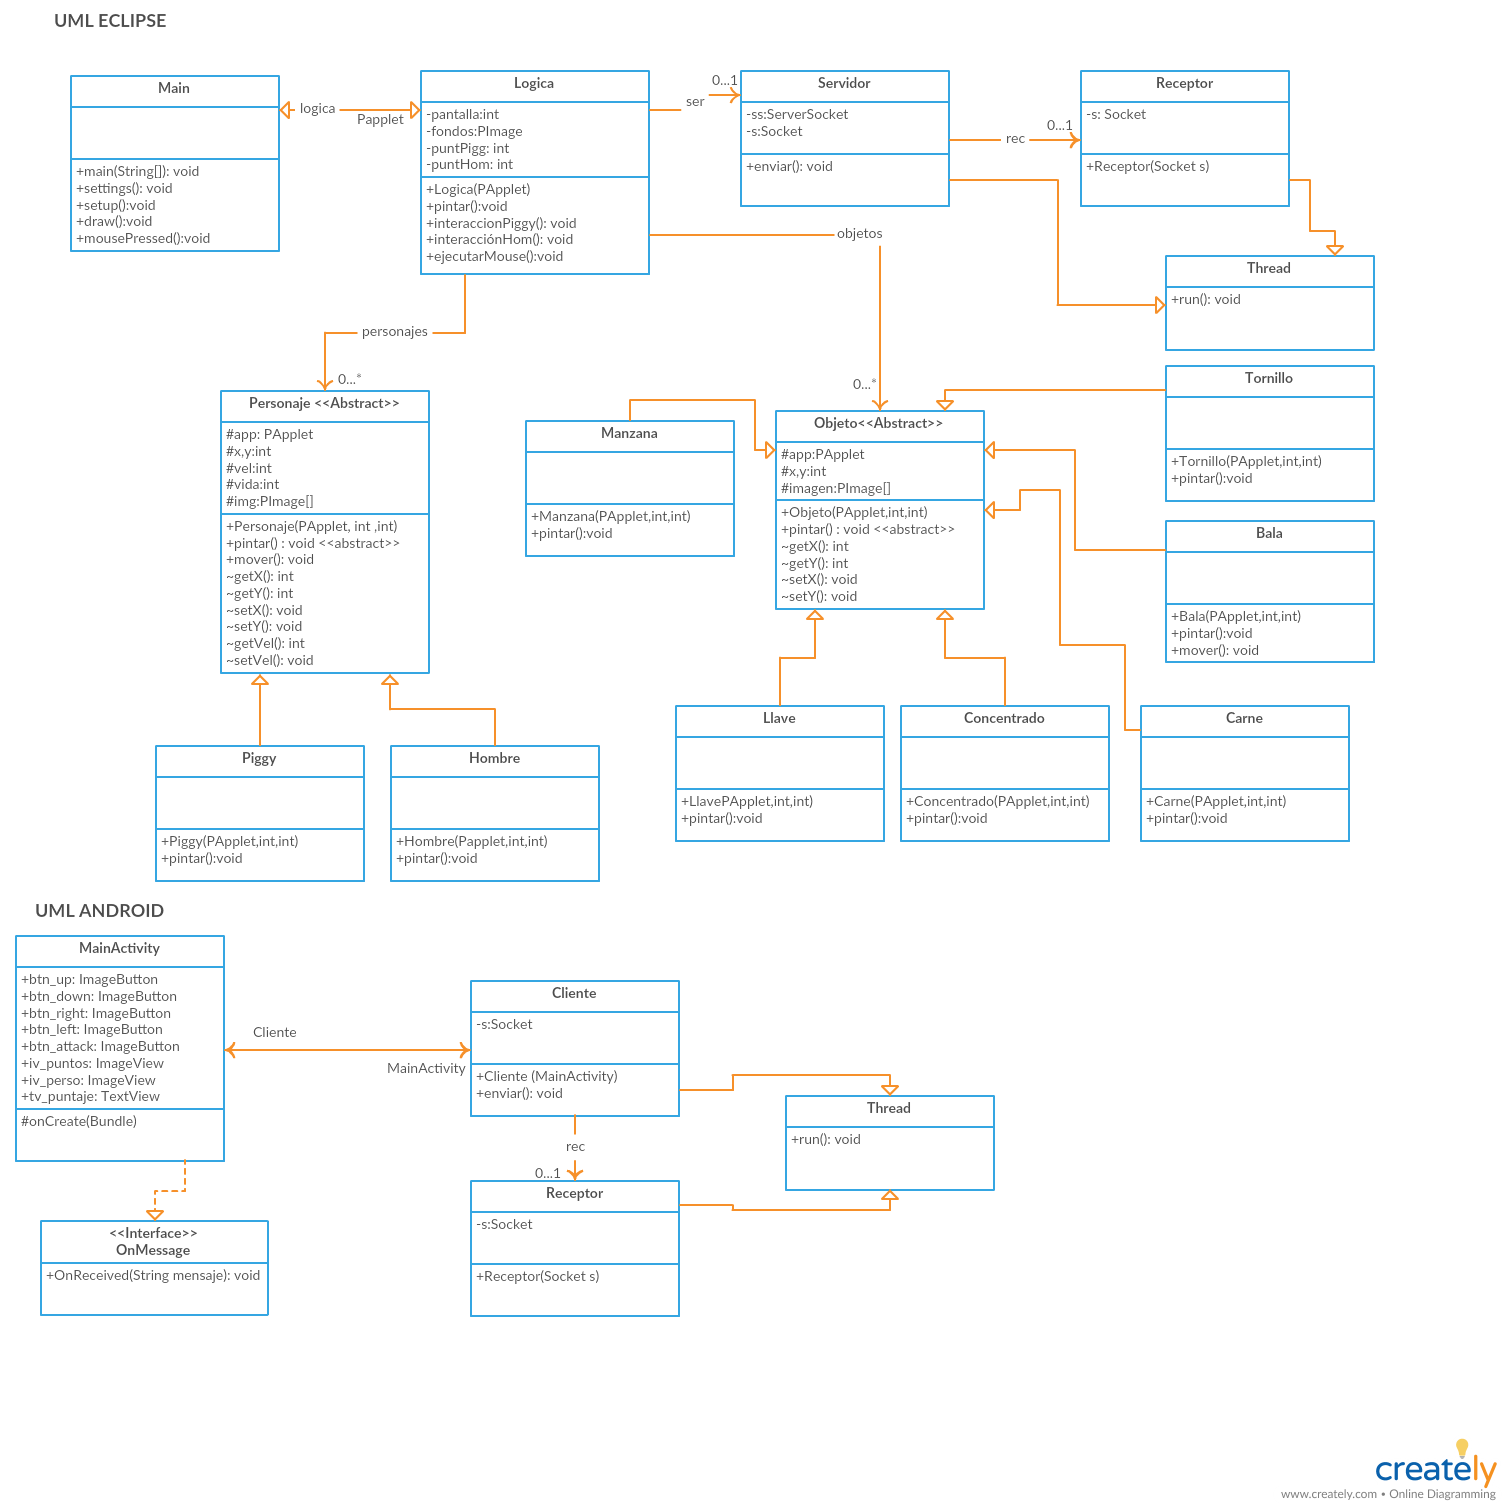 UML ECLIPSE
Main
+main(String[]): void
+settings(): void
+setup():void
+draw():void
+mousePressed():void
logica
Papplet
Logica
-pantalla:int
-fondos:PImage
-puntPigg: int
-puntHom: int
+Logica(PApplet)
+pintar():void
+interaccionPiggy(): void
+interacciónHom(): void
+ejecutarMouse():void
ser
0...1
Servidor
-ss:ServerSocket
-s:Socket
+enviar(): void
rec
0...1
Receptor
-s: Socket
+Receptor(Socket s)
Thread
+run(): void
objetos
0...*
personajes
0...*
Personaje <<Abstract>>
#app: PApplet
#x,y:int
#vel:int
#vida:int
#img:PImage[]
+Personaje(PApplet, int ,int)
+pintar() : void <<abstract>>
+mover(): void
~getX(): int
~getY(): int
~setX(): void
~setY(): void
~getVel(): int
~setVel(): void
Manzana
+Manzana(PApplet,int,int)
+pintar():void
Objeto<<Abstract>>
#app:PApplet
#x,y:int
#imagen:PImage[]
+Objeto(PApplet,int,int)
+pintar() : void <<abstract>>
~getX(): int
~getY(): int
~setX(): void
~setY(): void
Tornillo
+Tornillo(PApplet,int,int)
+pintar():void
Bala
+Bala(PApplet,int,int)
+pintar():void
+mover(): void
Piggy
+Piggy(PApplet,int,int)
+pintar():void
Hombre
+Hombre(Papplet,int,int)
+pintar():void
Llave
+LlavePApplet,int,int)
+pintar():void
Concentrado
+Concentrado(PApplet,int,int)
+pintar():void
Carne
+Carne(PApplet,int,int)
+pintar():void
UML ANDROID
MainActivity
+btn_up: ImageButton
+btn_down: ImageButton
+btn_right: ImageButton
+btn_left: ImageButton
+btn_attack: ImageButton
+iv_puntos: ImageView
+iv_perso: ImageView
+tv_puntaje: TextView
#onCreate(Bundle)
Cliente
MainActivity
Cliente
-s:Socket
+Cliente (MainActivity)
+enviar(): void
Thread
+run(): void
rec
0...1
Receptor
-s:Socket
+Receptor(Socket s)
<<Interface>>
OnMessage
+OnReceived(String mensaje): void
creately
www.creately.com • Online Diagramming